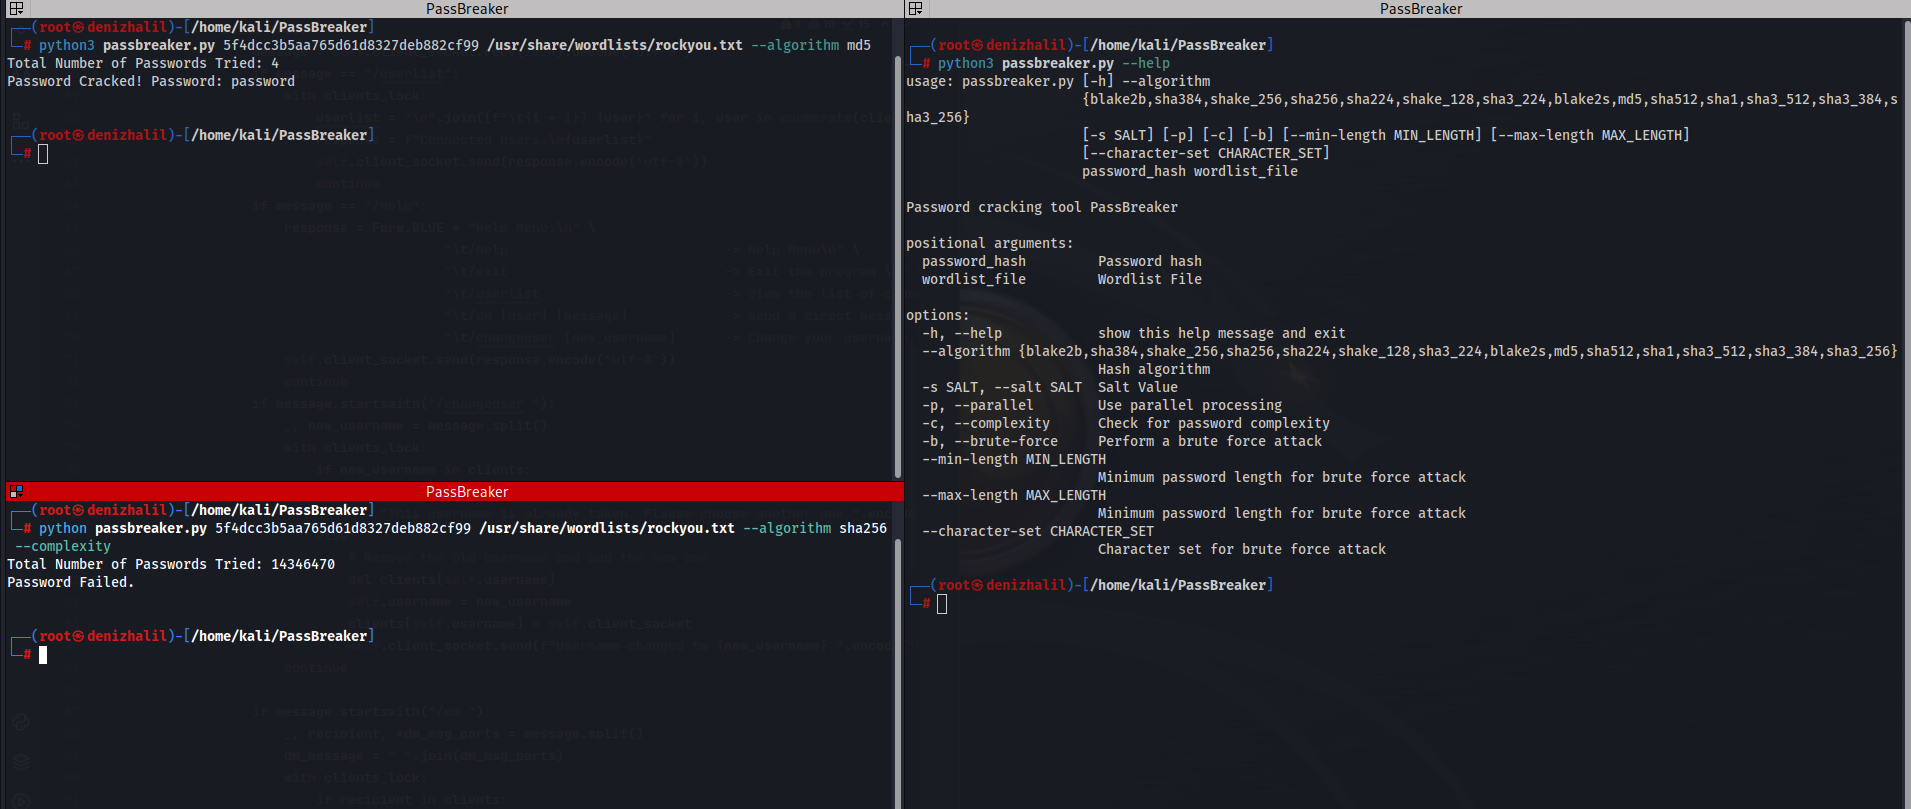 PassBreaker
┌──(root㉿denizhalil)-[/home/kali/PassBreaker]
└─# python3 passbreaker.py 5f4dcc3b5aa765d61d8327deb882cf99 /usr/share/wordlists/rockyou.txt --algorithm md5
Total Number of Passwords Tried: 4
Password Cracked! Password: password
┌──(root㉿denizhalil)-[/home/kali/PassBreaker]
└─#
PassBreaker
┌──(root㉿denizhalil)-[/home/kali/PassBreaker]
└─# python passbreaker.py 5f4dcc3b5aa765d61d8327deb882cf99 /usr/share/wordlists/rockyou.txt --algorithm sha256
--complexity
Total Number of Passwords Tried: 14346470
Password Failed.
┌──(root㉿denizhalil)-[/home/kali/PassBreaker]
└─#
PassBreaker
┌──(root㉿denizhalil)-[/home/kali/PassBreaker]
└─# python3 passbreaker.py --help
usage: passbreaker.py [-h] --algorithm
{blake2b,sha384,shake_256,sha256,sha224,shake_128,sha3_224,blake2s,md5,sha512,sha1,sha3_512,sha3_384,s
ha3_256}
[-s SALT] [-p] [-c] [-b] [--min-length MIN_LENGTH] [--max-length MAX_LENGTH]
[--character-set CHARACTER_SET]
password_hash wordlist_file
Password cracking tool PassBreaker
positional arguments:
password_hash Password hash
wordlist_file Wordlist File
options:
-h, --help show this help message and exit
--algorithm {blake2b,sha384,shake_256,sha256,sha224,shake_128,sha3_224,blake2s,md5,sha512,sha1,sha3_512,sha3_384,sha3_256}
Hash algorithm
-s SALT, --salt SALT Salt Value
-p, --parallel Use parallel processing
-c, --complexity Check for password complexity
-b, --brute-force Perform a brute force attack
--min-length MIN_LENGTH
Minimum password length for brute force attack
--max-length MAX_LENGTH
Minimum password length for brute force attack
--character-set CHARACTER_SET
Character set for brute force attack
┌──(root㉿denizhalil)-[/home/kali/PassBreaker]
└─#